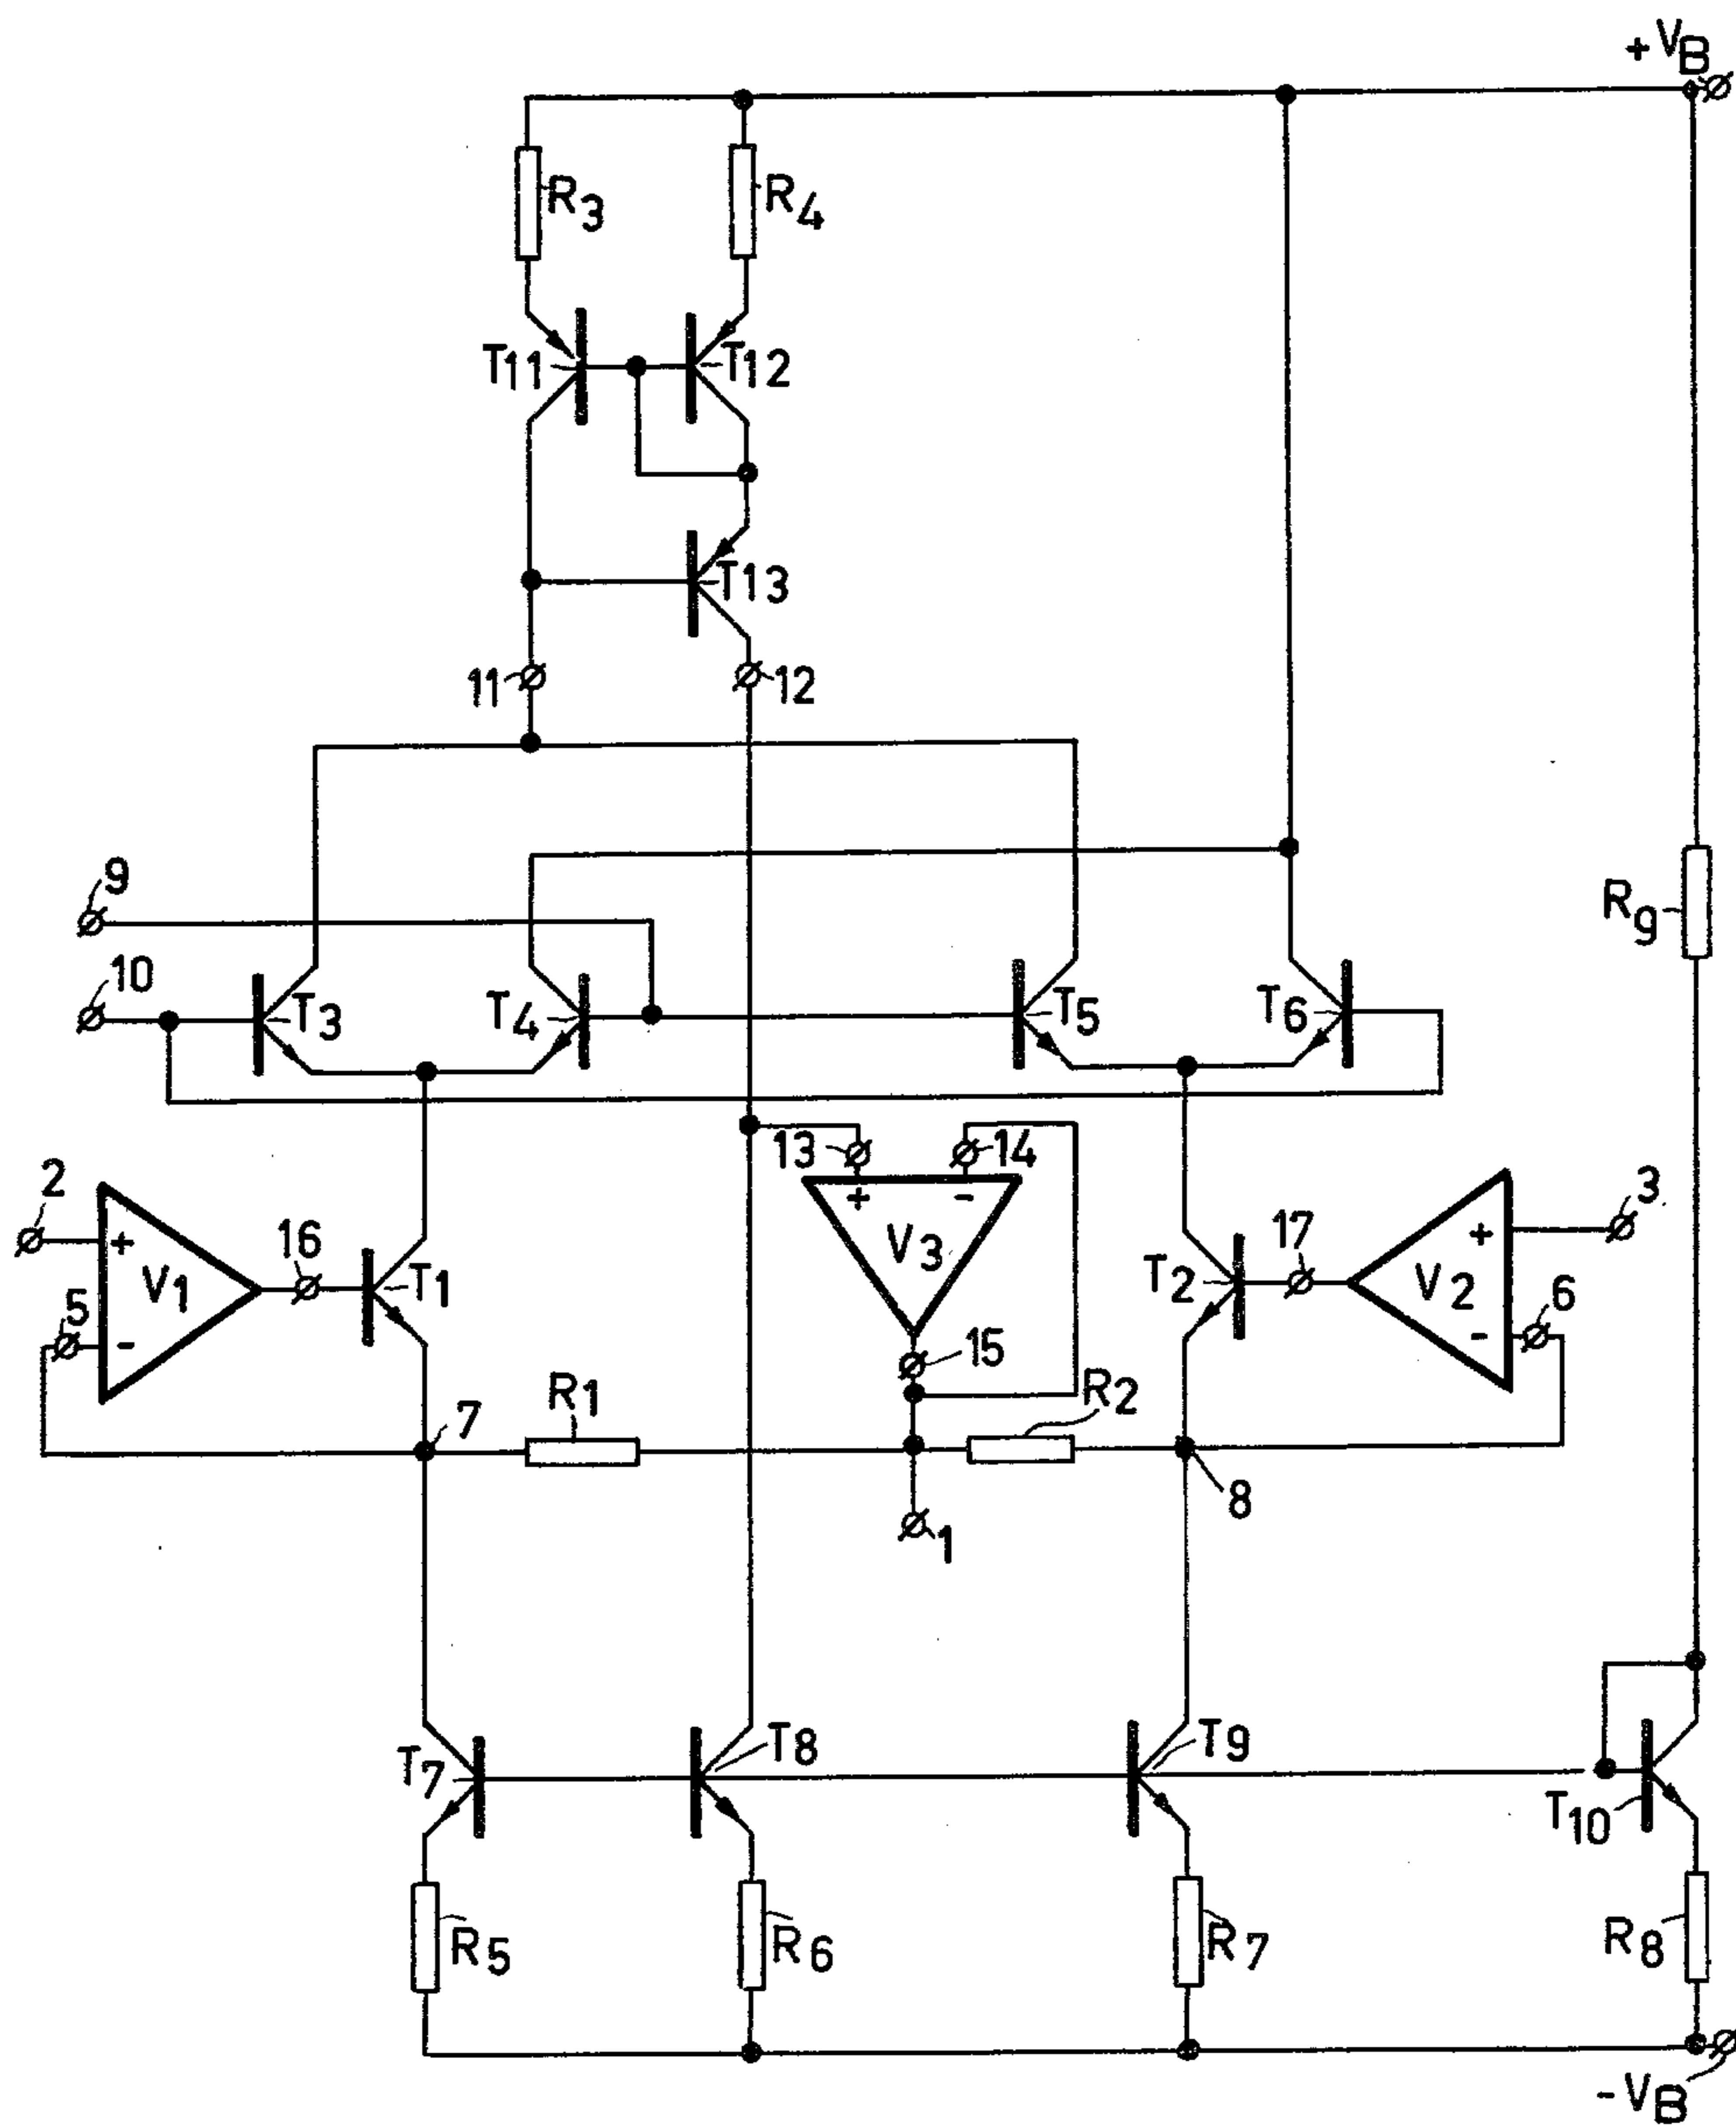 +VB
R3
R4
T11
T12
T13
11
12
9
10
R9
T3
T4
T5
T6
2
+
V1
5
-
16
T1
13
14
+
-
V3
15
T2
17
3
+
V2
6
-
7
R1
R2
8
1
T7
T8
T9
T10
R5
R6
R7
R8
-VB